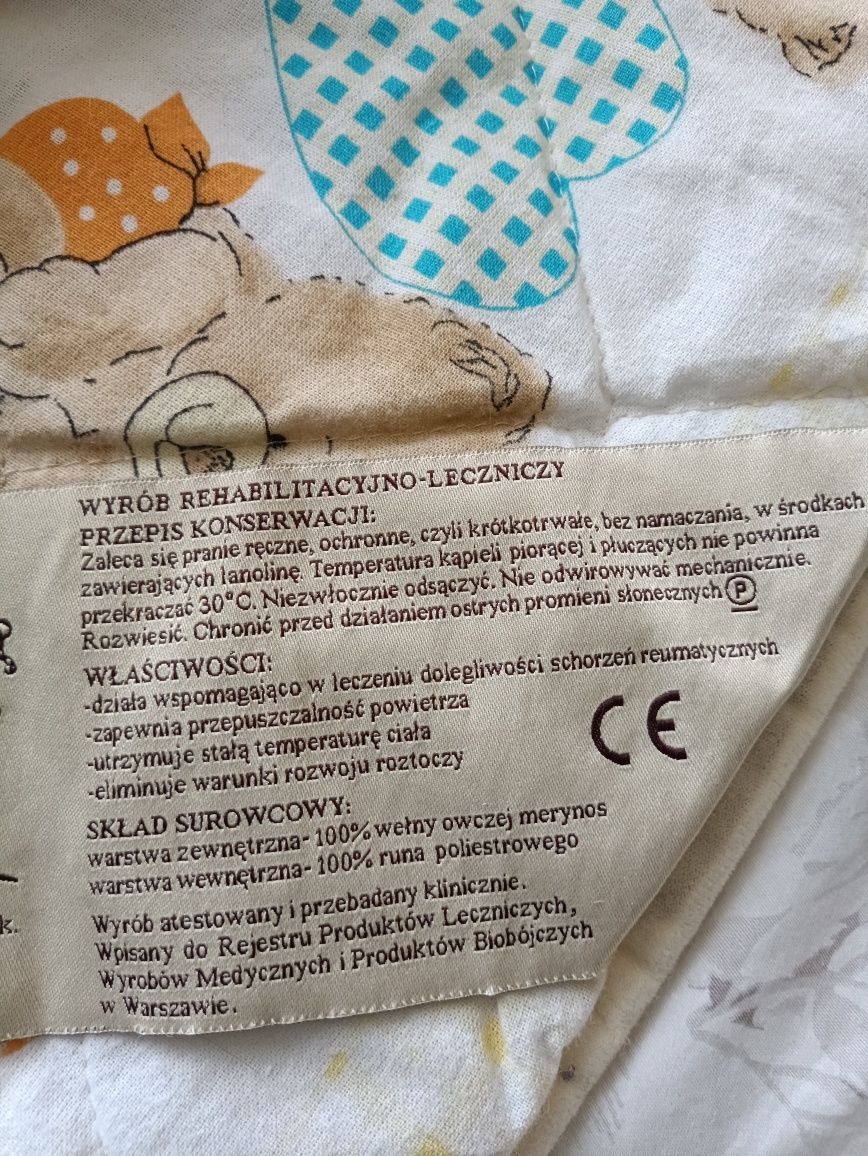 WYRÓB REHABILITACYJNO-LECZNICZY
PRZEPIS KONSERWACJI:
Zaleca się pranie ręczne, ochronne, czyli krótkotrwałe, bez namaczania, w środkach
zawierających lanolinę. Temperatura kąpieli piorącej i płuczących nie powinna
przekraczać 30°C. Niezwłocznie odsączyć. Nie odwirowywać mechanicznie.
Rozwiesić. Chronić przed działaniem ostrych promieni słonecznych P
WŁAŚCIWOŚCI:
-działa wspomagająco w leczeniu dolegliwości schorzeń reumatycznych
-zapewnia przepuszczalność powietrza
-utrzymuje stałą temperaturę ciała
-eliminuje warunki rozwoju roztoczy
CE
SKŁAD SUROWCOWY:
warstwa zewnętrzna- 100% wełny owczej merynos
warstwa wewnętrzna- 100% runa poliestrowego
k.
Wyrób atestowany i przebadany klinicznie.
Wpisany do Rejestru Produktów Leczniczych,
Wyrobów Medycznych i Produktów Biobójczych
w Warszawie.